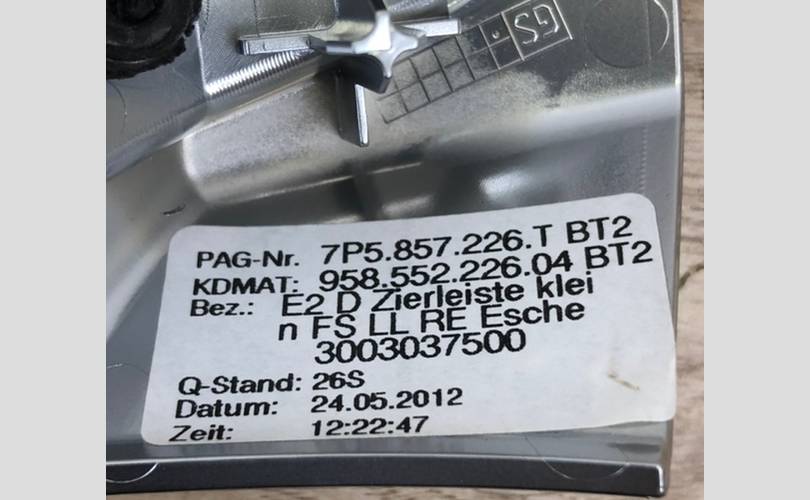 GS
PAG-Nr. 7P5.857.226.T BT2
KDMAT: 958.552.226.04 BT2
Bez.: E2 D Zierleiste klei
n FS LL RE Esche
3003037500
Q-Stand: 26S
Datum: 24.05.2012
Zeit: 12:22:47